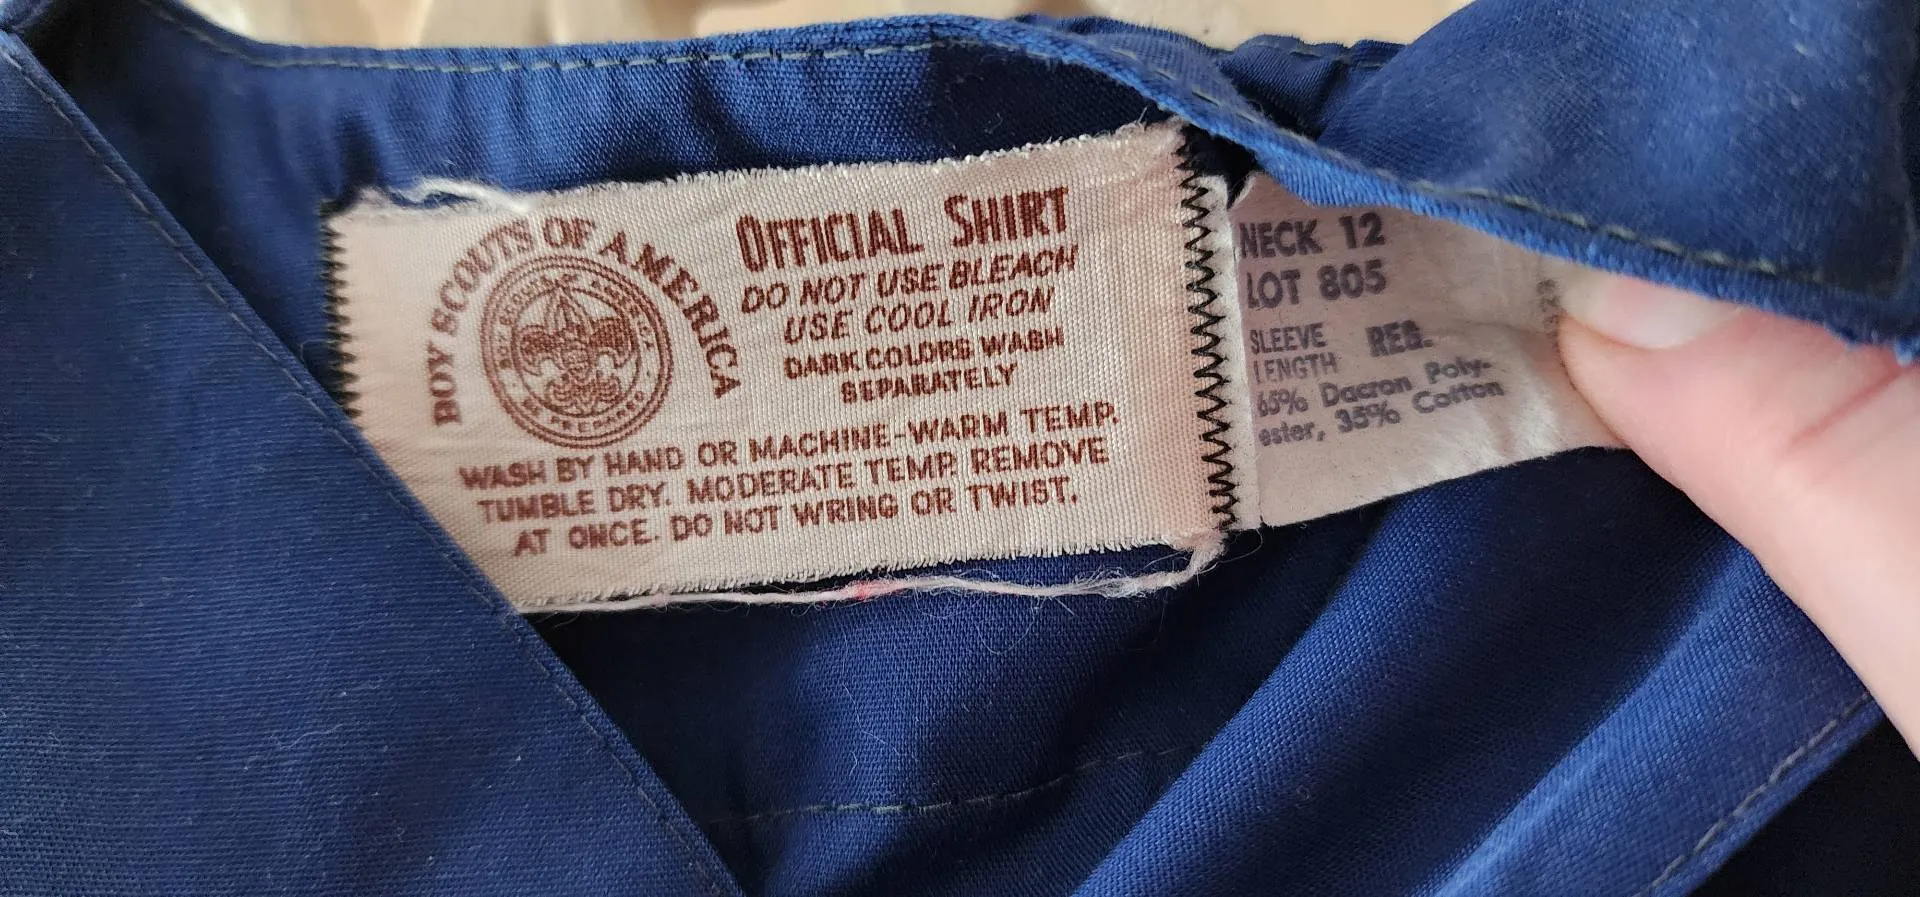 BOY SCOUTS OF AMERICA
BE PREPARED
OFFICIAL SHIRT
DO NOT USE BLEACH
USE COOL IRON
DARK COLORS WASH
SEPARATELY
WASH BY HAND OR MACHINE-WARM TEMP.
TUMBLE DRY. MODERATE TEMP. REMOVE
AT ONCE. DO NOT WRING OR TWIST.
NECK 12
LOT 805
SLEEVE
LENGTH REG.
65% Dacron Poly-
ester, 35% Cotton